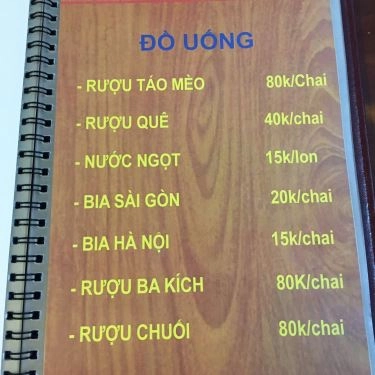 ĐỒ UỐNG
- RƯỢU TÁO MÈO 80k/Chai
- RƯỢU QUÊ 40k/chai
- NƯỚC NGỌT 15k/lon
- BIA SÀI GÒN 20k/chai
- BIA HÀ NỘI 15k/chai
- RƯỢU BA KÍCH 80K/chai
- RƯỢU CHUỐI 80k/chai